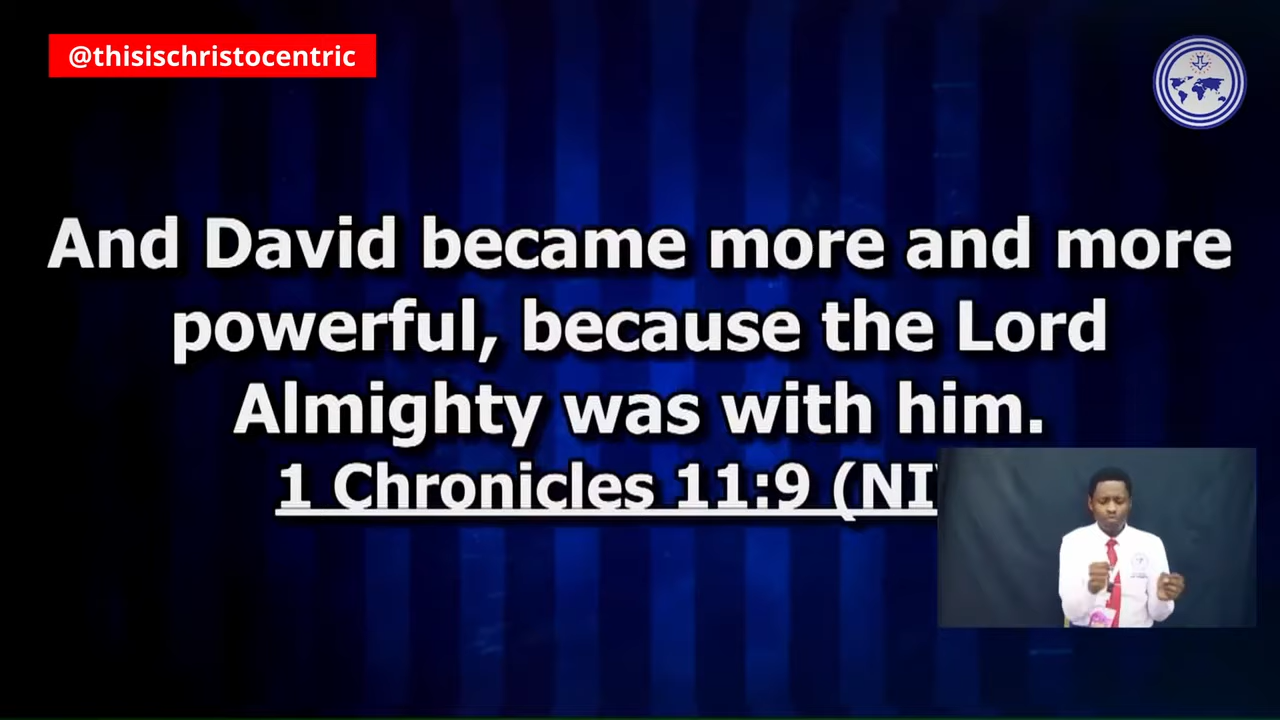 @thisischristocentric
And David became more and more
powerful, because the Lord
Almighty was with him.
1 Chronicles 11:9 (NI